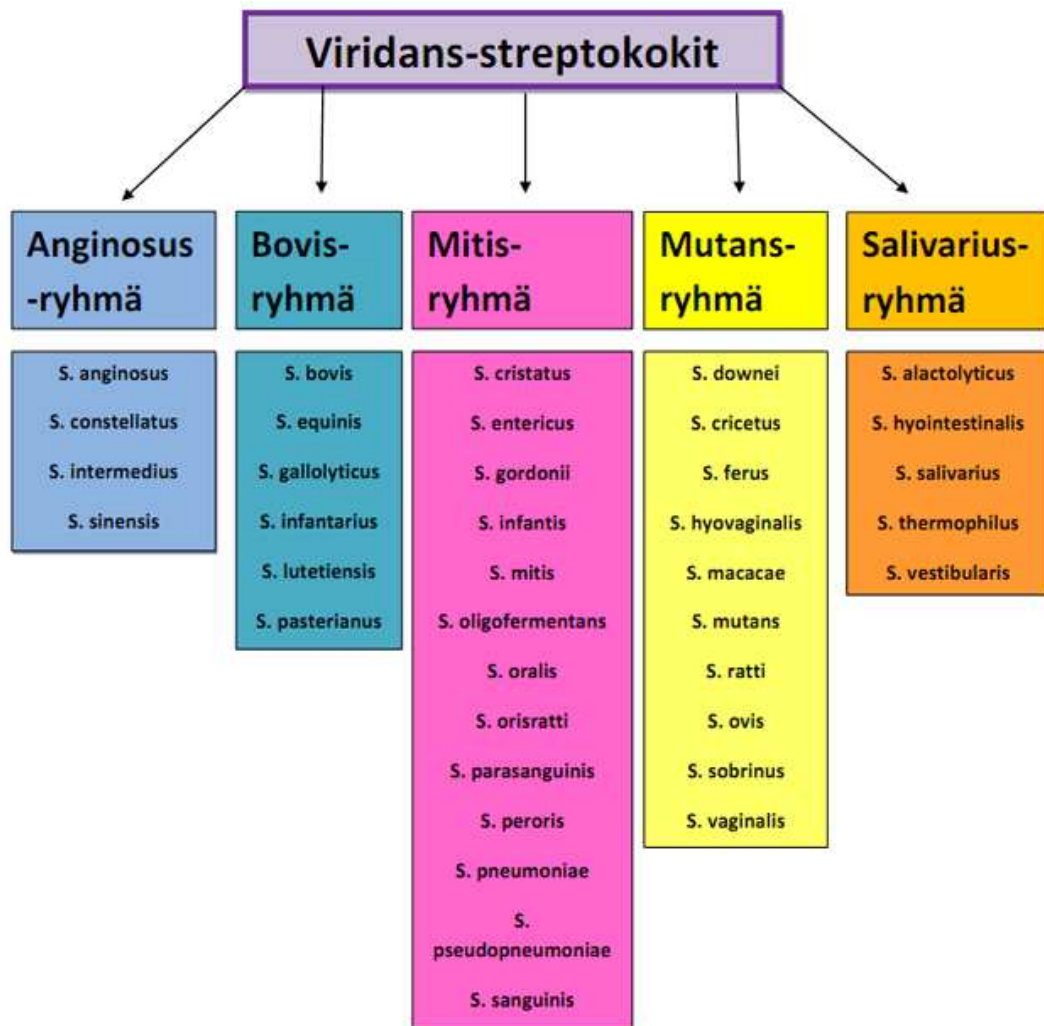 Viridans-streptokokit
Anginosus
-ryhmä
S. anginosus
S. constellatus
S. intermedius
S. sinensis
Bovis-
ryhmä
S. bovis
S. equinis
S. gallolyticus
S. infantarius
S. lutetiensis
S. pasterianus
Mitis-
ryhmä
S. cristatus
S. entericus
S. gordonii
S. infantis
S. mitis
S. oligofermentans
S. oralis
S. orisratti
S. parasanguinis
S. peroris
S. pneumoniae
S.
pseudopneumoniae
S. sanguinis
Mutans-
ryhmä
S. downei
S. cricetus
S. ferus
S. hyovaginalis
S. macacae
S. mutans
S. ratti
S. ovis
S. sobrinus
S. vaginalis
Salivarius-
ryhmä
S. alactolyticus
S. hyointestinalis
S. salivarius
S. thermophilus
S. vestibularis